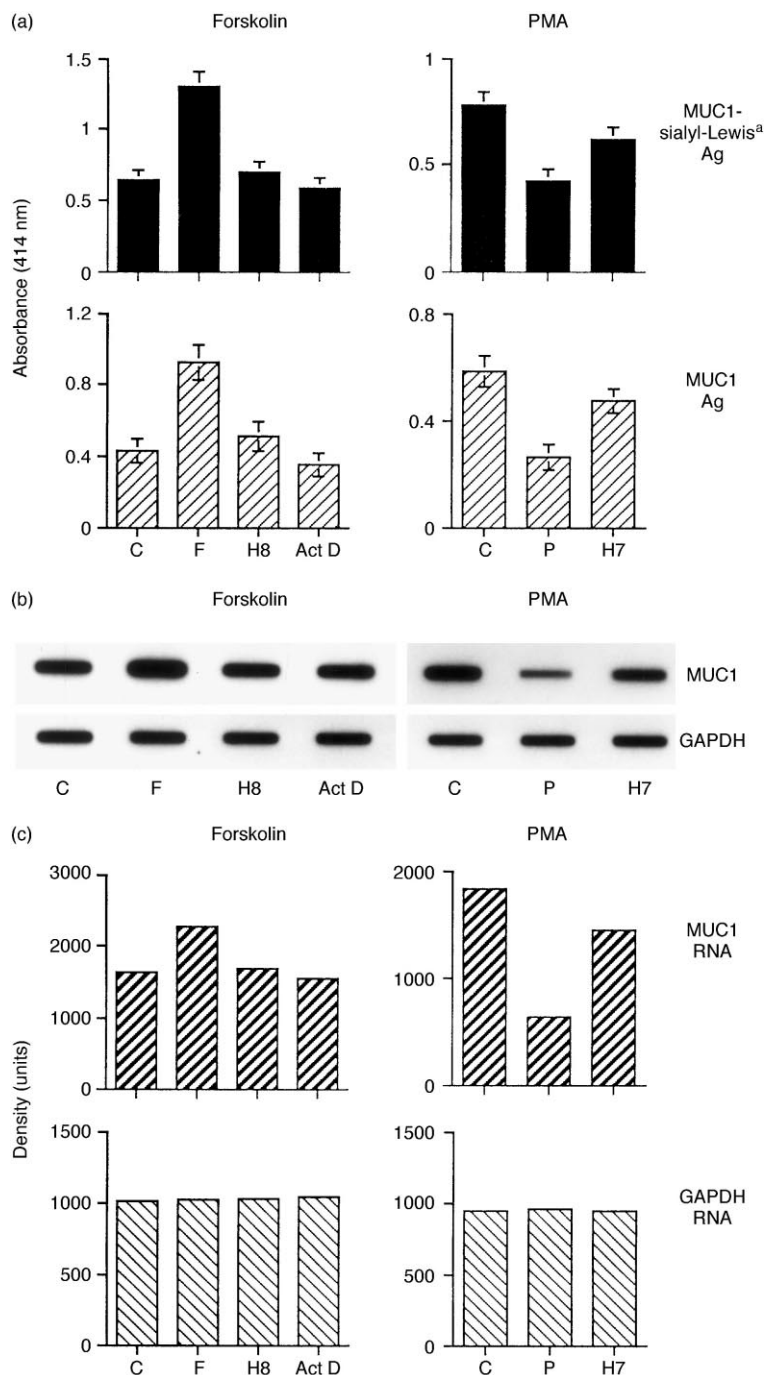 (a) Forskolin PMA
1.5
1
0.5
0
1
0.5
0
MUC1-
sialyl-Lewisᵃ
Ag
Absorbance (414 nm)
1.2
0.8
0.4
0
C F H8 Act D
0.8
0.4
0
C P H7
MUC1
Ag
(b) Forskolin PMA
MUC1
GAPDH
C F H8 Act D C P H7
(c) Forskolin PMA
3000
2000
1000
0
2000
1000
0
MUC1
RNA
Density (units)
1500
1000
500
0
C F H8 Act D
1500
1000
500
0
C P H7
GAPDH
RNA